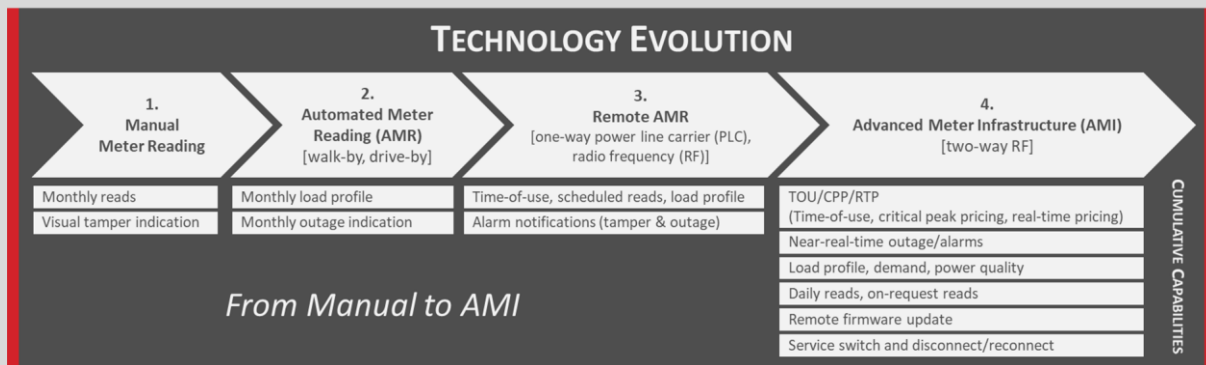 TECHNOLOGY EVOLUTION
1.
Manual
Meter Reading
2.
Automated Meter
Reading (AMR)
[walk-by, drive-by]
3.
Remote AMR
[one-way power line carrier (PLC),
radio frequency (RF)]
4.
Advanced Meter Infrastructure (AMI)
[two-way RF]
Monthly reads
Visual tamper indication
Monthly load profile
Monthly outage indication
Time-of-use, scheduled reads, load profile
Alarm notifications (tamper & outage)
TOU/CPP/RTP
(Time-of-use, critical peak pricing, real-time pricing)
Near-real-time outage/alarms
Load profile, demand, power quality
Daily reads, on-request reads
Remote firmware update
Service switch and disconnect/reconnect
CUMULATIVE CAPABILITIES
From Manual to AMI